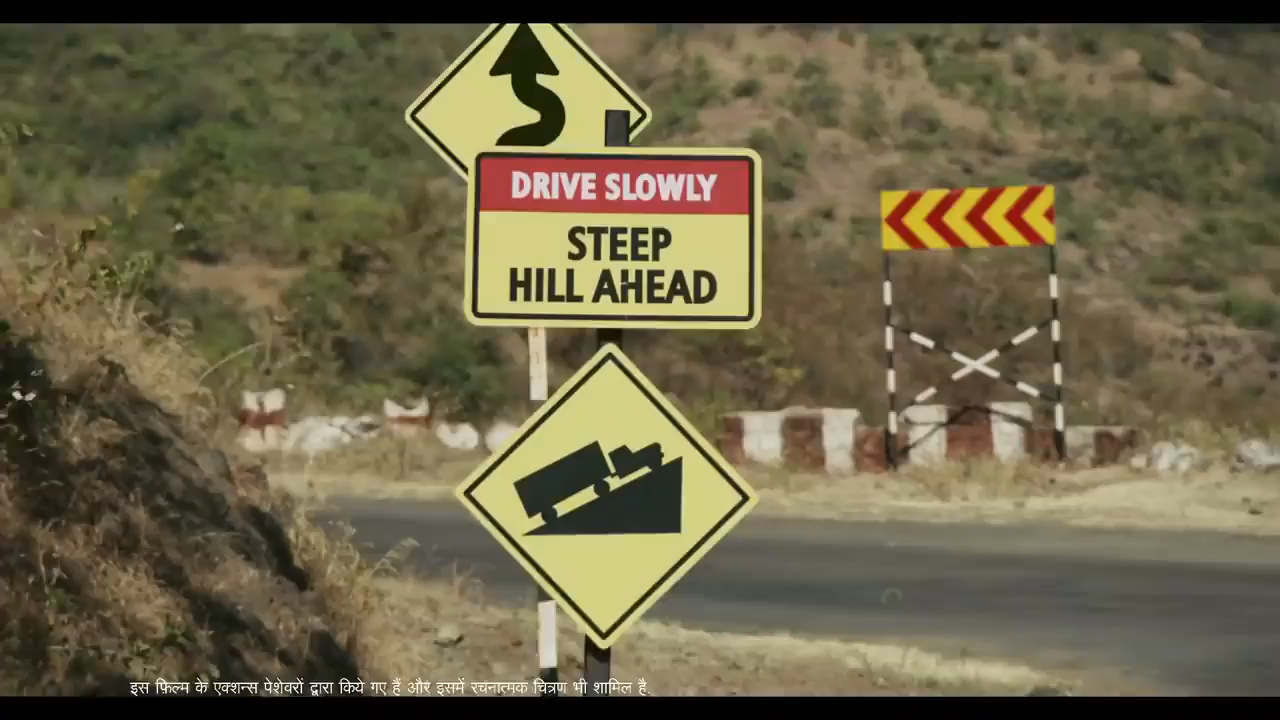 DRIVE SLOWLY
STEEP
HILL AHEAD
इस फ़िल्म के एक्शन्स पेशेवरों द्वारा किये गए हैं और इसमें रचनात्मक चित्रण भी शामिल है.